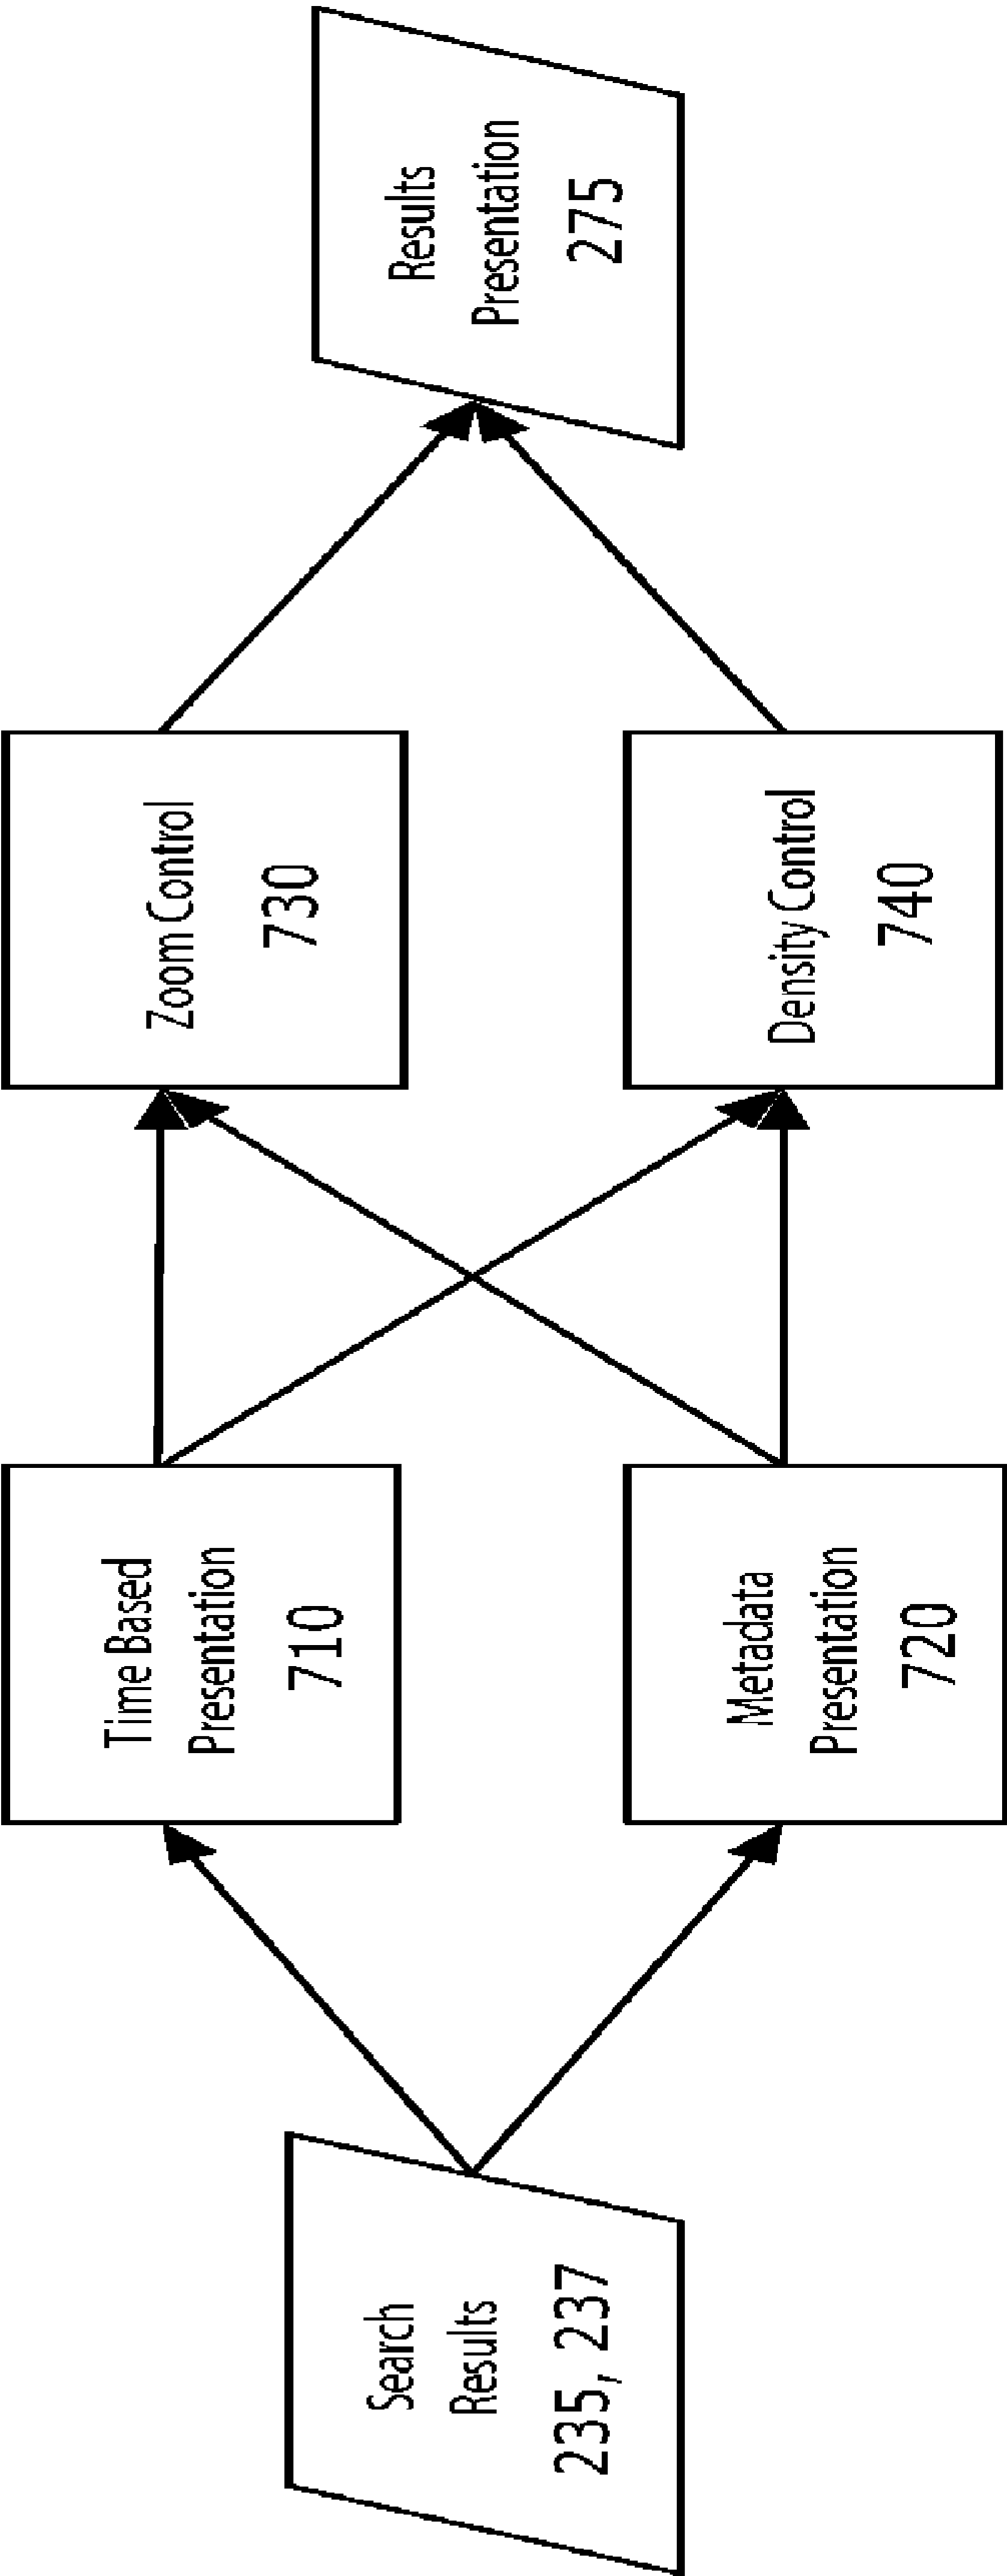 Search
Results
235, 237
Time Based
Presentation
710
Metadata
Presentation
720
Zoom Control
730
Density Control
740
Results
Presentation
275